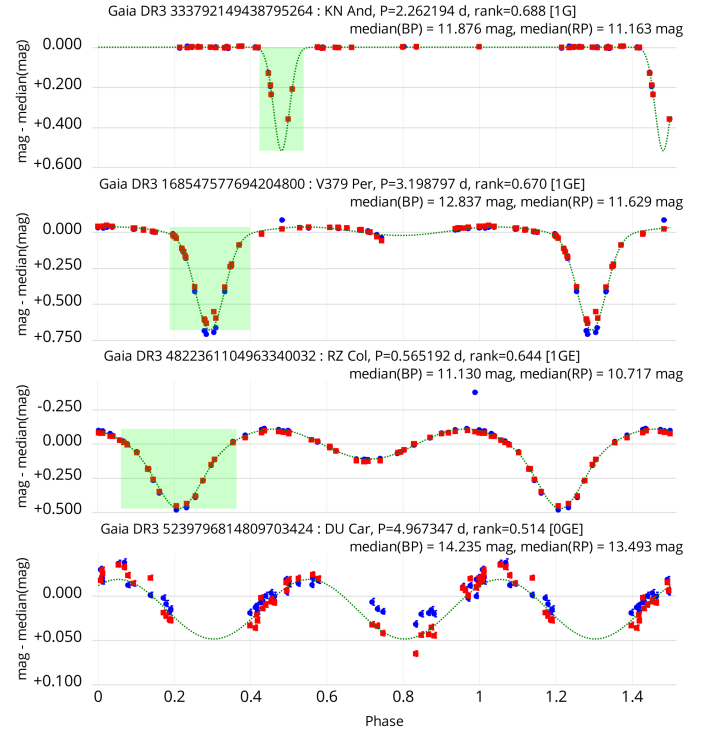 Gaia DR3 333792149438795264 : KN And, P=2.262194 d, rank=0.688 [1G]
median(BP) = 11.876 mag, median(RP) = 11.163 mag
mag - median(mag)
0.000
+0.200
+0.400
+0.600
Gaia DR3 168547577694204800 : V379 Per, P=3.198797 d, rank=0.670 [1GE]
median(BP) = 12.837 mag, median(RP) = 11.629 mag
mag - median(mag)
0.000
+0.250
+0.500
+0.750
Gaia DR3 4822361104963340032 : RZ Col, P=0.565192 d, rank=0.644 [1GE]
median(BP) = 11.130 mag, median(RP) = 10.717 mag
mag - median(mag)
-0.250
0.000
+0.250
+0.500
Gaia DR3 5239796814809703424 : DU Car, P=4.967347 d, rank=0.514 [0GE]
median(BP) = 14.235 mag, median(RP) = 13.493 mag
mag - median(mag)
0.000
+0.050
+0.100
0 0.2 0.4 0.6 0.8 1 1.2 1.4
Phase